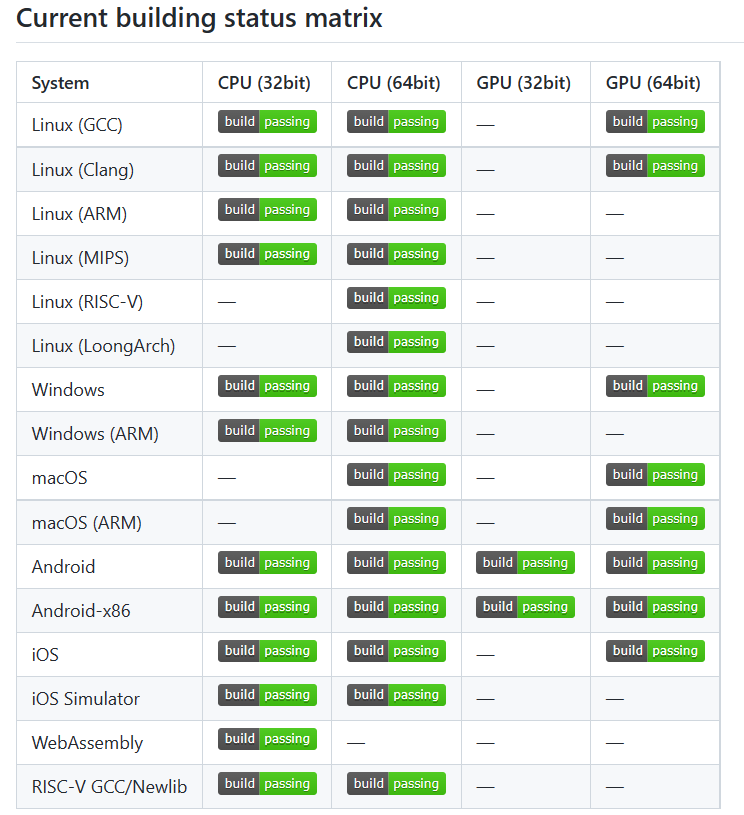 Current building status matrix
System CPU (32bit) CPU (64bit) GPU (32bit) GPU (64bit)
Linux (GCC) build passing build passing — build passing
Linux (Clang) build passing build passing — build passing
Linux (ARM) build passing build passing — —
Linux (MIPS) build passing build passing — —
Linux (RISC-V) — build passing — —
Linux (LoongArch) — build passing — —
Windows build passing build passing — build passing
Windows (ARM) build passing build passing — —
macOS — build passing — build passing
macOS (ARM) — build passing — build passing
Android build passing build passing build passing build passing
Android-x86 build passing build passing build passing build passing
iOS build passing build passing — build passing
iOS Simulator build passing build passing — —
WebAssembly build passing — — —
RISC-V GCC/Newlib build passing build passing — —